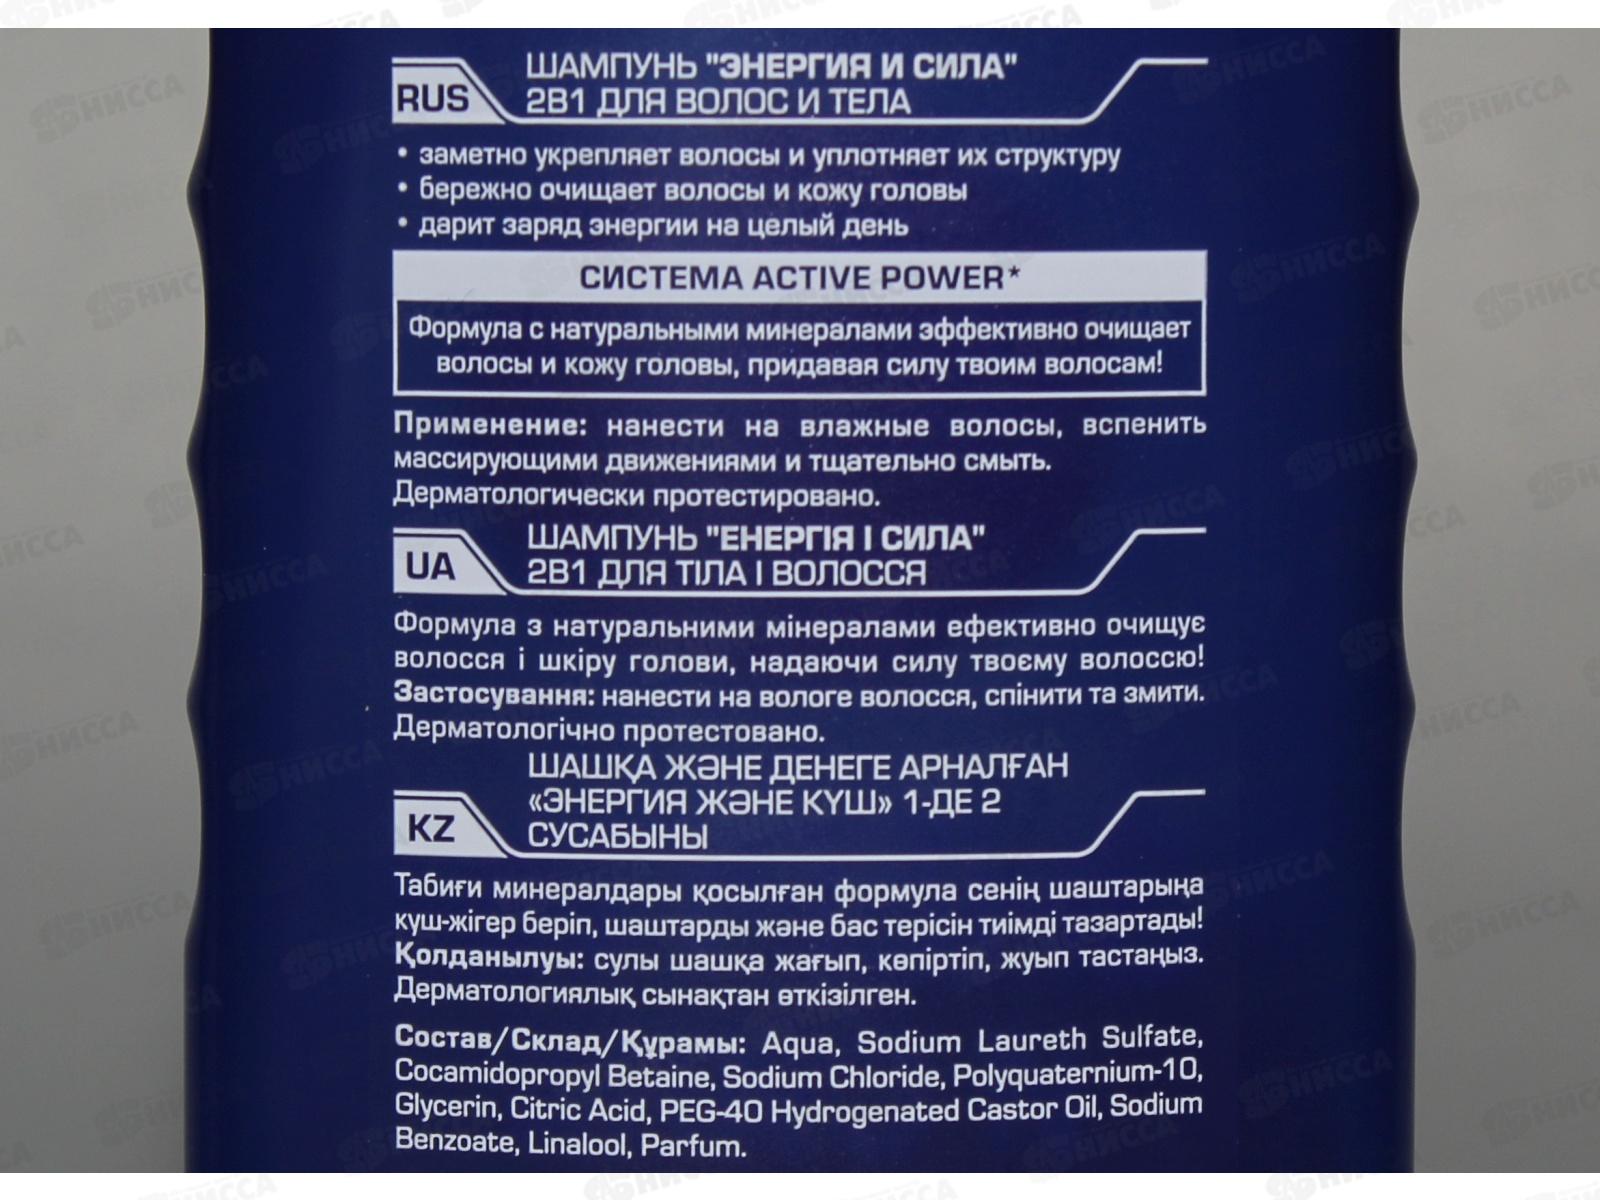 RUS
ШАМПУНЬ "ЭНЕРГИЯ И СИЛА"
2В1 ДЛЯ ВОЛОС И ТЕЛА
• заметно укрепляет волосы и уплотняет их структуру
• бережно очищает волосы и кожу головы
• дарит заряд энергии на целый день
СИСТЕМА ACTIVE POWER*
Формула с натуральными минералами эффективно очищает
волосы и кожу головы, придавая силу твоим волосам!
Применение: нанести на влажные волосы, вспенить
массирующими движениями и тщательно смыть.
Дерматологически протестировано.
UA
ШАМПУНЬ "ЕНЕРГІЯ І СИЛА"
2В1 ДЛЯ ТІЛА І ВОЛОССЯ
Формула з натуральними мінералами ефективно очищує
волосся і шкіру голови, надаючи силу твоєму волоссю!
Застосування: нанести на вологе волосся, спінити та змити.
Дерматологічно протестовано.
KZ
ШАШҚА ЖӘНЕ ДЕНЕГЕ АРНАЛҒАН
«ЭНЕРГИЯ ЖӘНЕ КҮШ» 1-ДЕ 2
СУСАБЫНЫ
Табиғи минералдары қосылған формула сенің шаштарыңа
күш-жігер беріп, шаштарды және бас терісін тиімді тазартады!
Қолданылуы: сулы шашқа жағып, көпіртіп, жуып тастаңыз.
Дерматологиялық сынақтан өткізілген.
Состав/Склад/Құрамы: Aqua, Sodium Laureth Sulfate,
Cocamidopropyl Betaine, Sodium Chloride, Polyquaternium-10,
Glycerin, Citric Acid, PEG-40 Hydrogenated Castor Oil, Sodium
Benzoate, Linalool, Parfum.